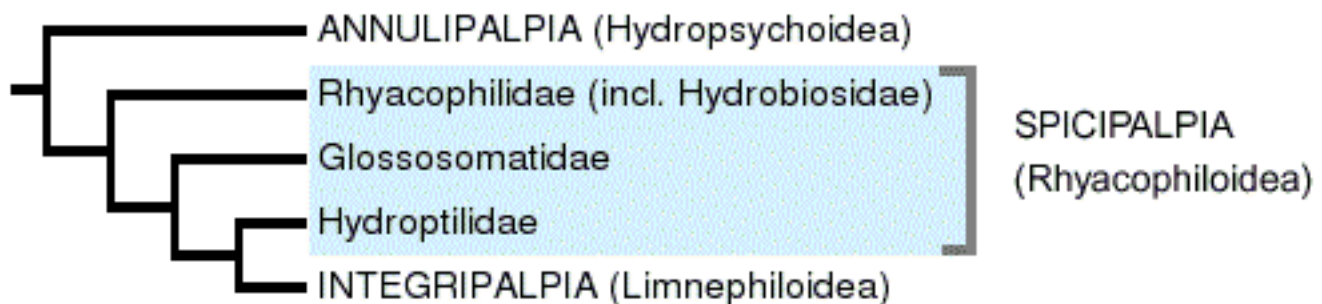 ANNULIPALPIA (Hydropsychoidea)
Rhyacophilidae (incl. Hydrobiosidae)
Glossosomatidae
Hydroptilidae
INTEGRIPALPIA (Limnephiloidea)
SPICIPALPIA
(Rhyacophiloidea)